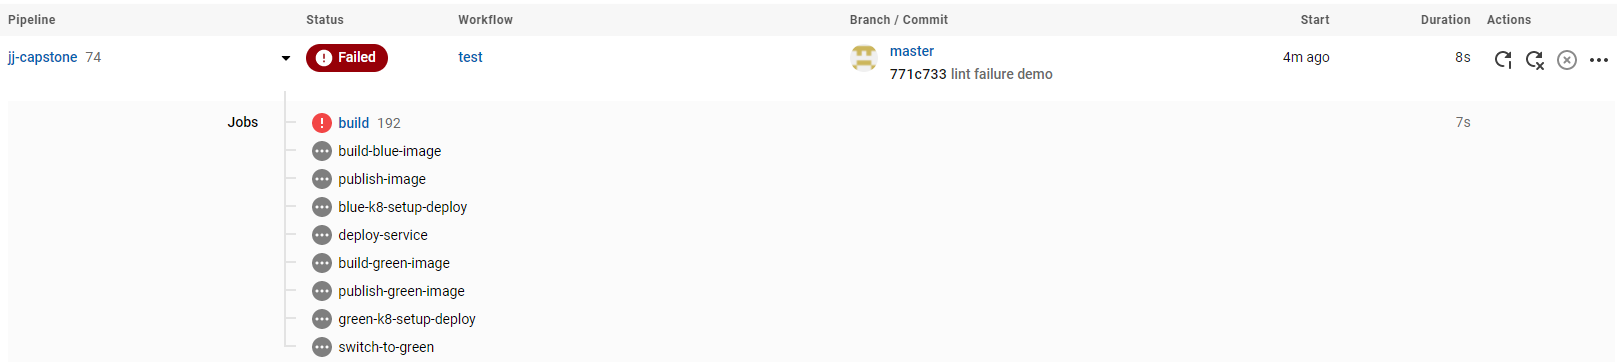 Pipeline Status Workflow Branch / Commit Start Duration Actions
jj-capstone 74 Failed test master 4m ago 8s
771c733 lint failure demo
Jobs build 192 7s
build-blue-image
publish-image
blue-k8-setup-deploy
deploy-service
build-green-image
publish-green-image
green-k8-setup-deploy
switch-to-green